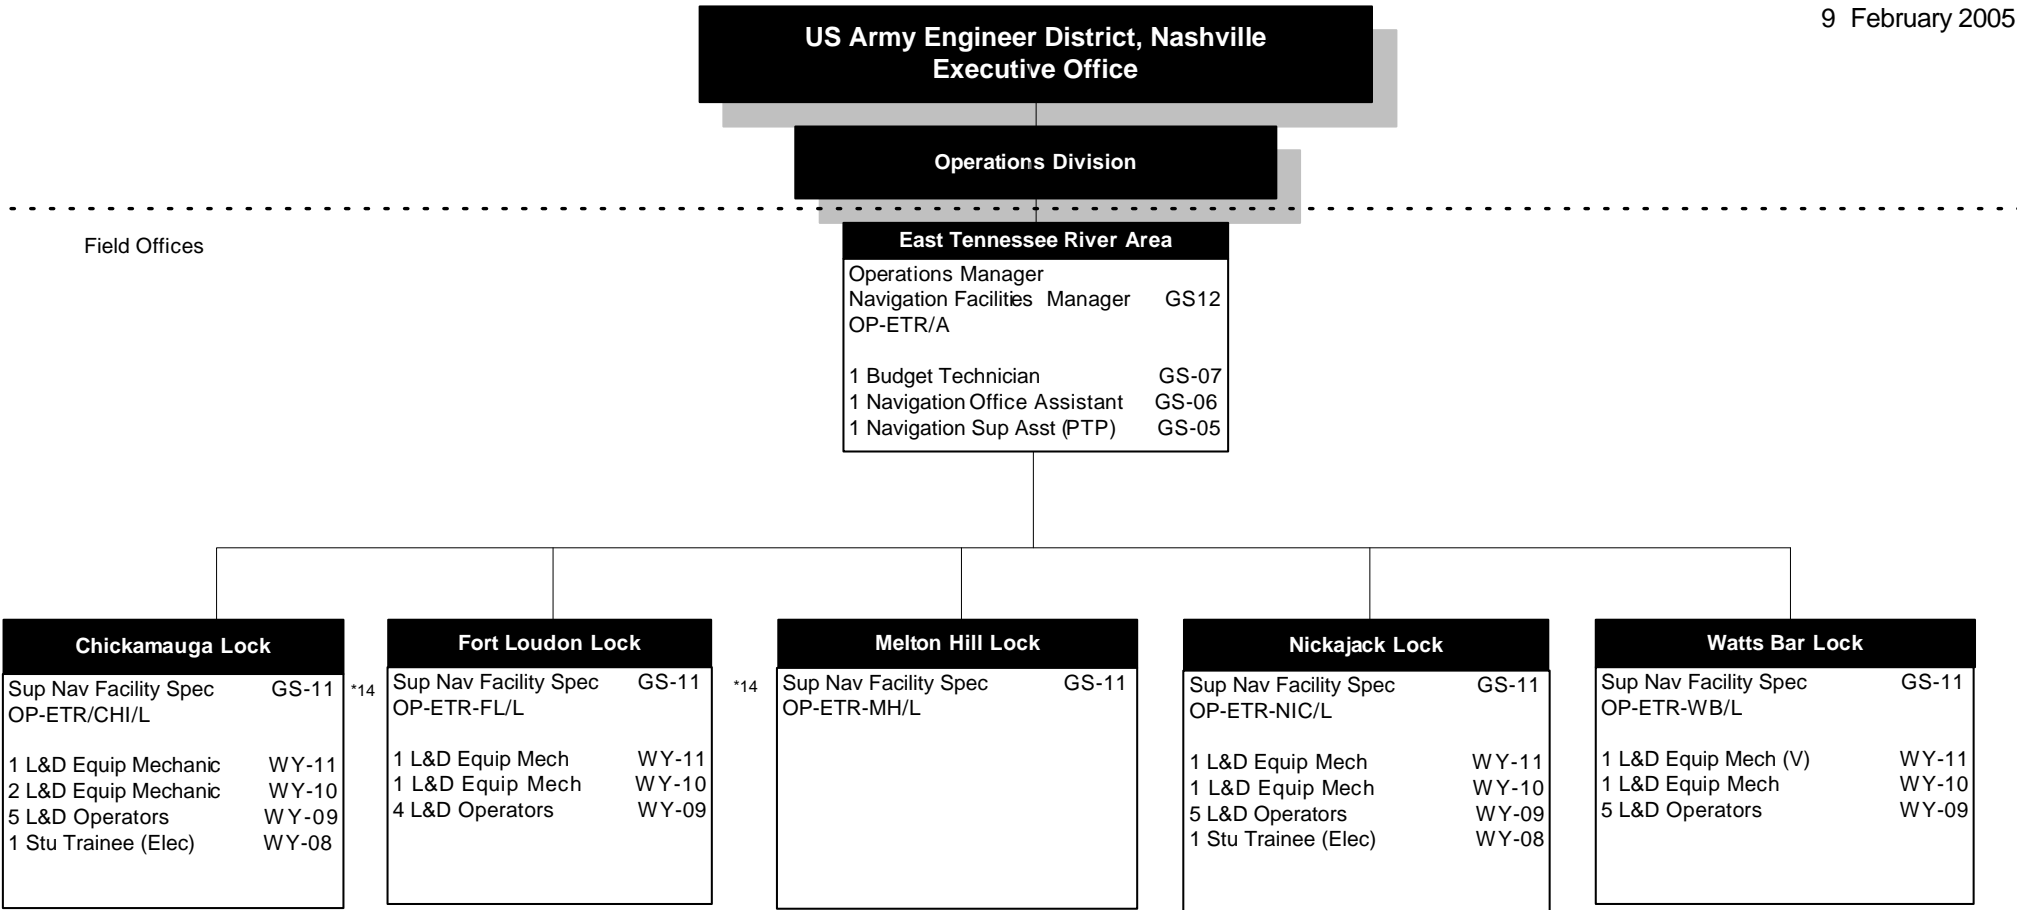 9 February 2005
US Army Engineer District, Nashville
Executive Office
Operations Division
Field Offices
East Tennessee River Area
Operations Manager
Navigation Facilities Manager GS12
OP-ETR/A
1 Budget Technician GS-07
1 Navigation Office Assistant GS-06
1 Navigation Sup Asst (PTP) GS-05
Chickamauga Lock
Sup Nav Facility Spec GS-11
OP-ETR/CHI/L
1 L&D Equip Mechanic WY-11
2 L&D Equip Mechanic WY-10
5 L&D Operators WY-09
1 Stu Trainee (Elec) WY-08
*14
Fort Loudon Lock
Sup Nav Facility Spec GS-11
OP-ETR-FL/L
1 L&D Equip Mech WY-11
1 L&D Equip Mech WY-10
4 L&D Operators WY-09
*14
Melton Hill Lock
Sup Nav Facility Spec GS-11
OP-ETR-MH/L
Nickajack Lock
Sup Nav Facility Spec GS-11
OP-ETR-NIC/L
1 L&D Equip Mech WY-11
1 L&D Equip Mech WY-10
5 L&D Operators WY-09
1 Stu Trainee (Elec) WY-08
Watts Bar Lock
Sup Nav Facility Spec GS-11
OP-ETR-WB/L
1 L&D Equip Mech (V) WY-11
1 L&D Equip Mech WY-10
5 L&D Operators WY-09